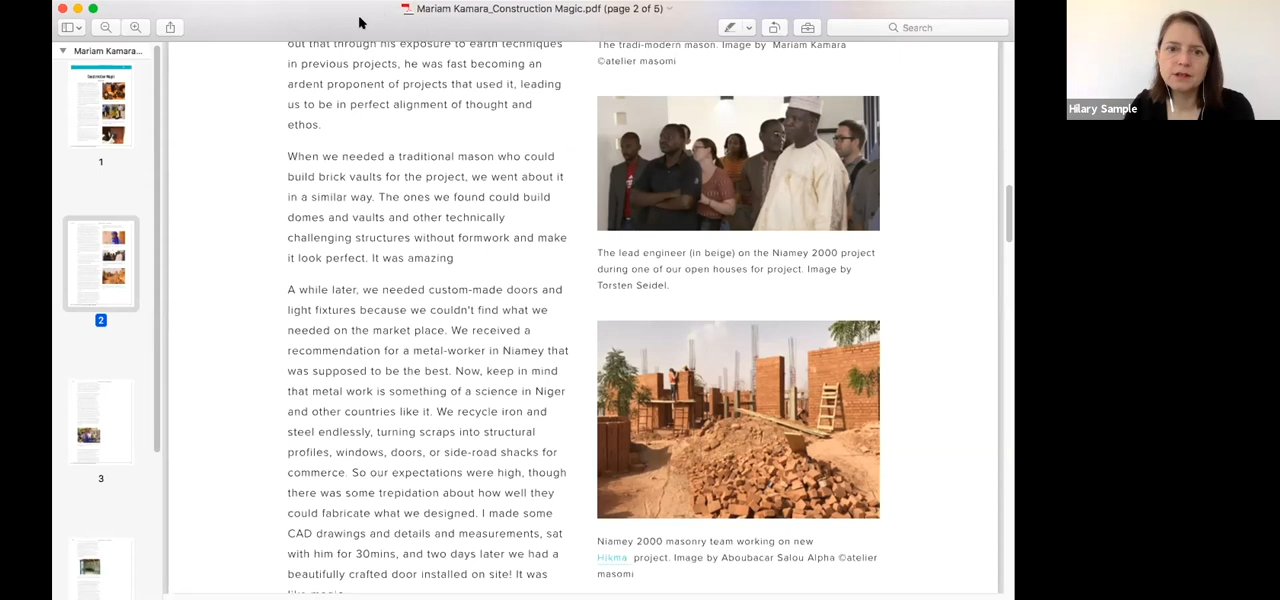 Mariam Kamara_Construction Magic.pdf (page 2 of 5)
Search
Mariam Kamara...
1
2
3
out that through his exposure to earth techniques
in previous projects, he was fast becoming an
ardent proponent of projects that used it, leading
us to be in perfect alignment of thought and
ethos.
When we needed a traditional mason who could
build brick vaults for the project, we went about it
in a similar way. The ones we found could build
domes and vaults and other technically
challenging structures without formwork and make
it look perfect. It was amazing
A while later, we needed custom-made doors and
light fixtures because we couldn't find what we
needed on the market place. We received a
recommendation for a metal-worker in Niamey that
was supposed to be the best. Now, keep in mind
that metal work is something of a science in Niger
and other countries like it. We recycle iron and
steel endlessly, turning scraps into structural
profiles, windows, doors, or side-road shacks for
commerce. So our expectations were high, though
there was some trepidation about how well they
could fabricate what we designed. I made some
CAD drawings and details and measurements, sat
with him for 30mins, and two days later we had a
beautifully crafted door installed on site! It was
like magic
The tradi-modern mason. Image by Mariam Kamara
©atelier masomi
The lead engineer (in beige) on the Niamey 2000 project
during one of our open houses for project. Image by
Torsten Seidel.
Niamey 2000 masonry team working on new
Hikma project. Image by Aboubacar Salou Alpha ©atelier
masomi
Hilary Sample